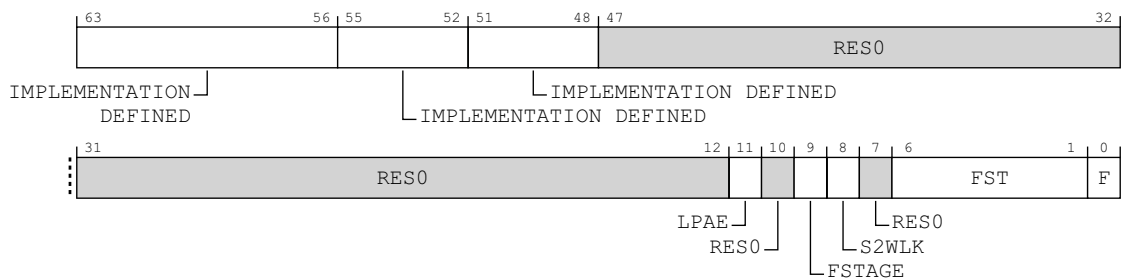 63 56 55 52 51 48 47 32
RES0
IMPLEMENTATION DEFINED
IMPLEMENTATION DEFINED
IMPLEMENTATION DEFINED
31 12 11 10 9 8 7 6 1 0
RES0 FST F
LPAE RES0
RES0 S2WLK
FSTAGE